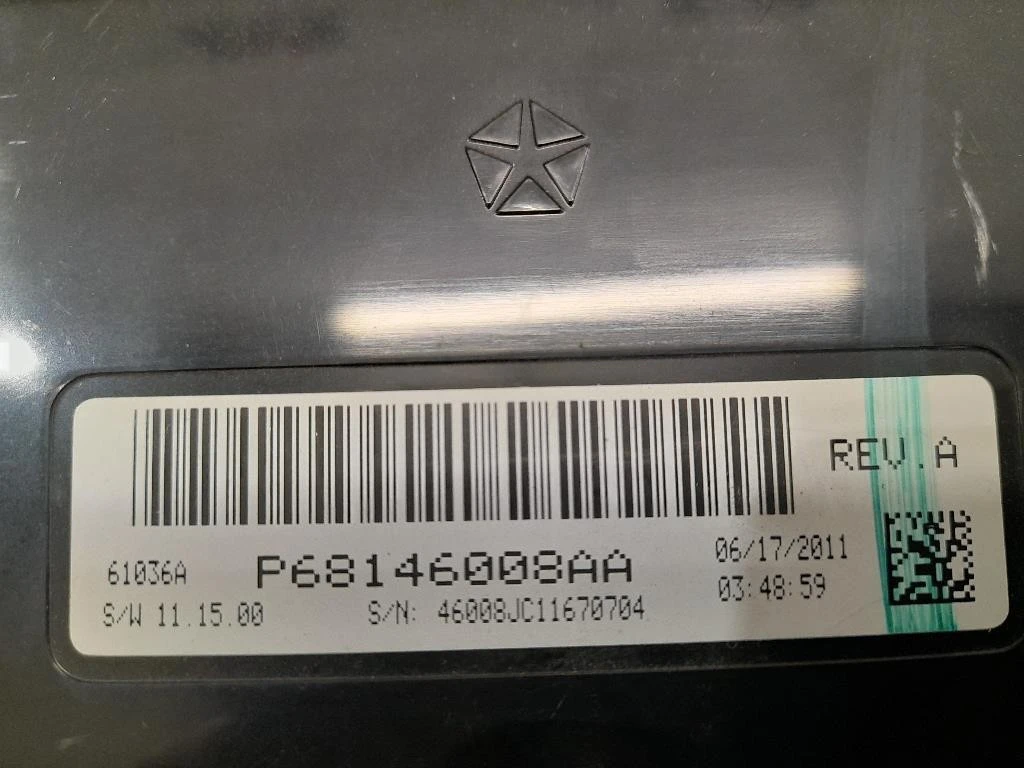 REV.A
61036A P68146008AA 06/17/2011
S/W 11.15.00 S/N: 46008JC11670704 03:48:59